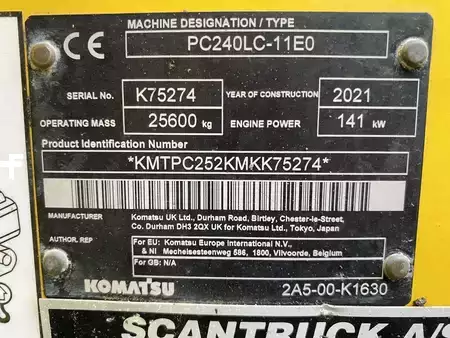 MACHINE DESIGNATION / TYPE
CE PC240LC-11E0
SERIAL No. K75274 YEAR OF CONSTRUCTION 2021
OPERATING MASS 25600 kg ENGINE POWER 141 kW
Product Identification Number
*KMTPC252KMKK75274*
MANUFACTURER Komatsu UK Ltd., Durham Road, Birtley, Chester-le-Street,
Co. Durham DH3 2QX UK for Komatsu Ltd., Tokyo, Japan
AUTHOR. REP For EU: Komatsu Europe International N.V.,
& NI Mechelsesteenweg 586, 1800, Vilvoorde, Belgium
For GB: N/A
KOMATSU 2A5-00-K1630
SCANTRUCK A/S